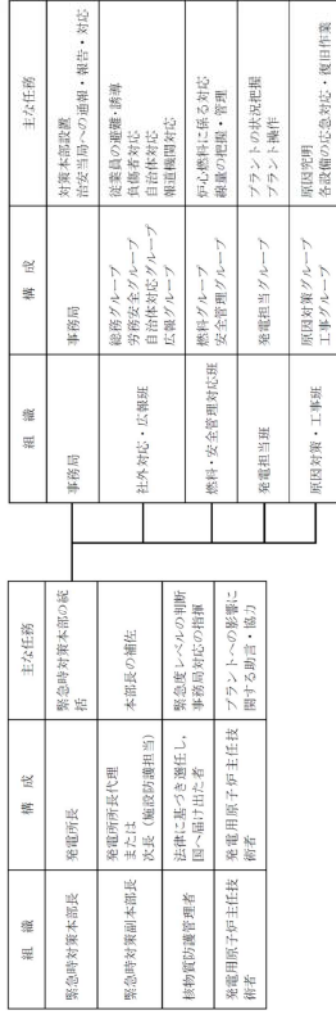 組　織
構　成
主な任務
緊急時対策本部長
発電所長
緊急時対策本部の統
括
緊急時対策副本部長
発電所所長代理
または
次長（施設防護担当）
本部長の補佐
核物質防護管理者
法律に基づき選任し，
国へ届け出た者
緊急度レベルの判断
事務局対応の指揮
発電用原子炉主任技
術者
発電用原子炉主任技
術者
プラントへの影響に
関する助言・協力
組　織
構　成
主な任務
事務局
事務局
対策本部設置
治安当局への通報・報告・対応
社外対応・広報班
総務グループ
労務安全グループ
自治体対応グループ
広報グループ
従業員の避難・誘導
負傷者対応
自治体対応
報道機関対応
燃料・安全管理対応班
燃料グループ
安全管理グループ
炉心燃料に係る対応
線量の把握・管理
発電担当班
発電担当グループ
プラントの状況把握
プラント操作
原因対策・工事班
原因対策グループ
工事グループ
原因究明
各設備の応急対応・復旧作業